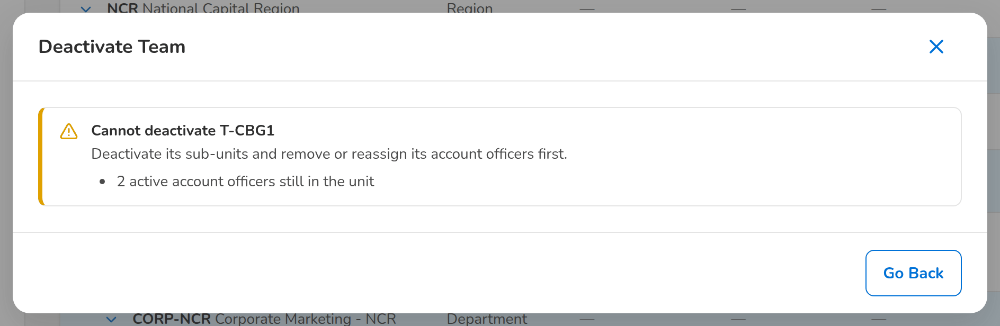 NCR National Capital Region Region — — —
Deactivate Team
Cannot deactivate T-CBG1
Deactivate its sub-units and remove or reassign its account officers first.
• 2 active account officers still in the unit
Go Back
CORP-NCR Corporate Marketing - NCR Department — — —